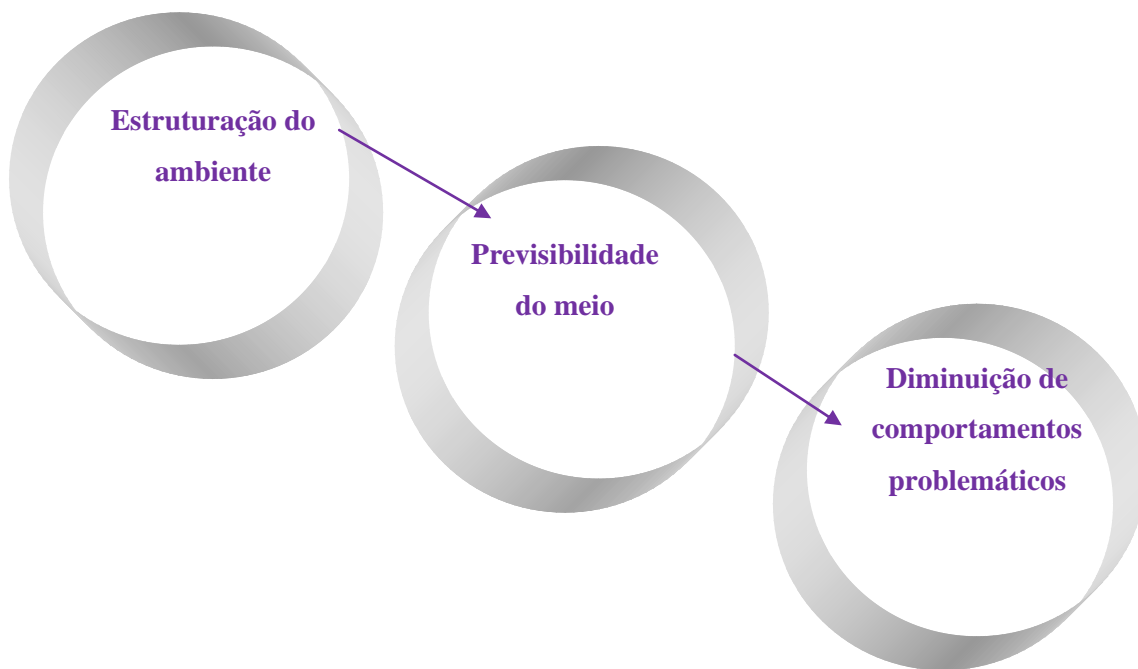 Estruturação do
ambiente
Previsibilidade
do meio
Diminuição de
comportamentos
problemáticos